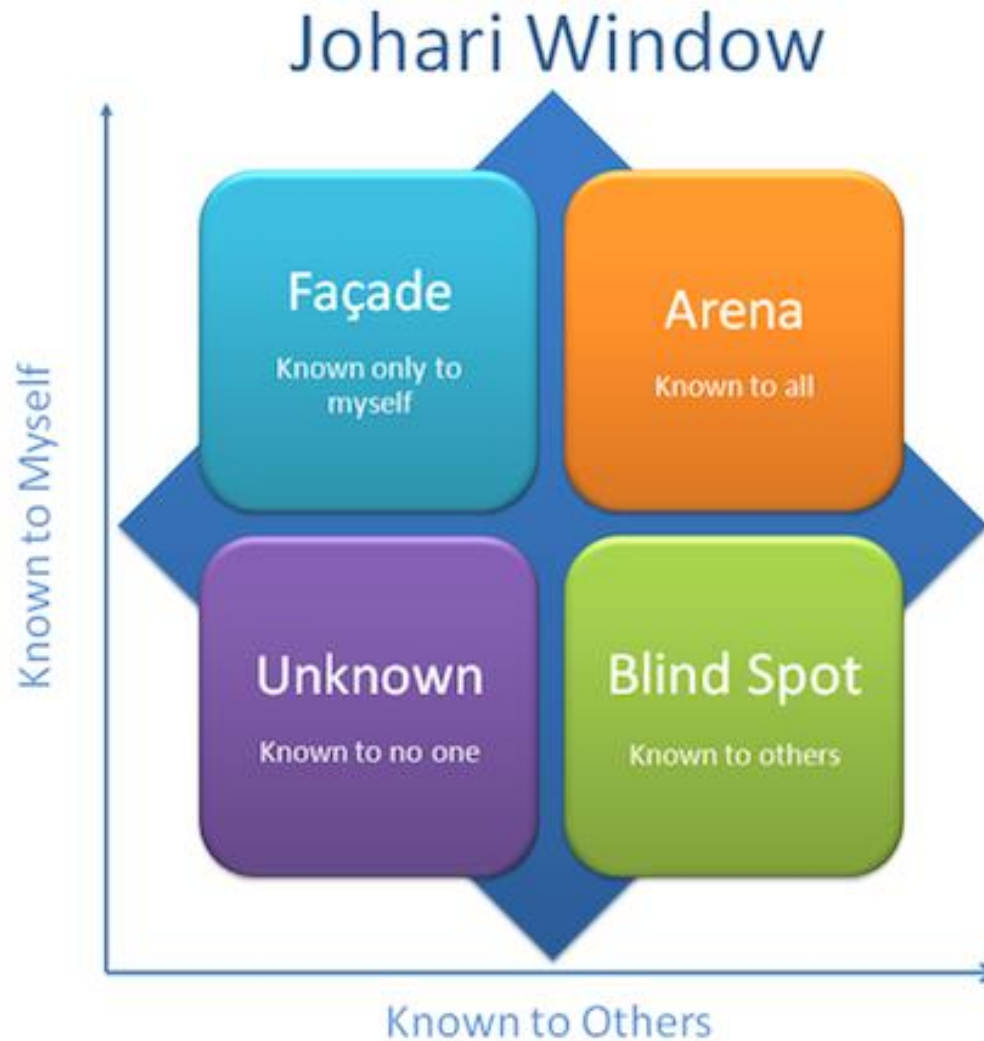 Johari Window
Façade
Known only to
myself
Arena
Known to all
Unknown
Known to no one
Blind Spot
Known to others
Known to Myself
Known to Others